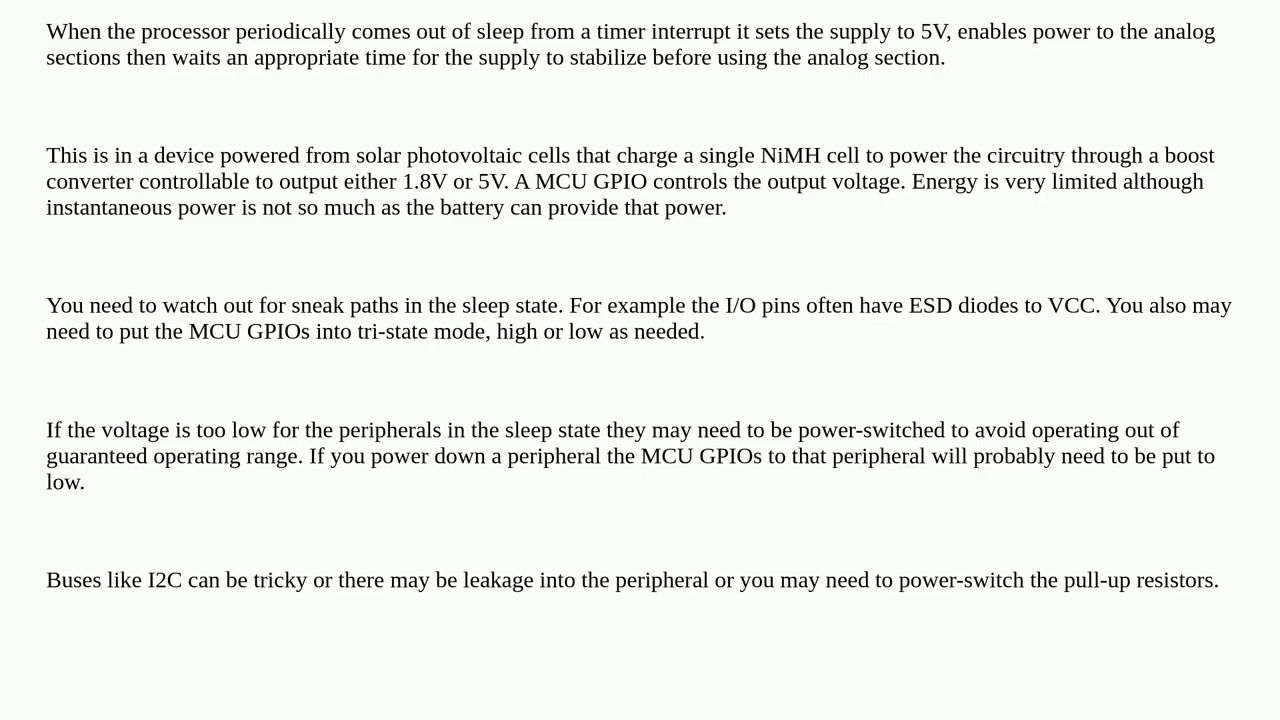 When the processor periodically comes out of sleep from a timer interrupt it sets the supply to 5V, enables power to the analog
sections then waits an appropriate time for the supply to stabilize before using the analog section.
This is in a device powered from solar photovoltaic cells that charge a single NiMH cell to power the circuitry through a boost
converter controllable to output either 1.8V or 5V. A MCU GPIO controls the output voltage. Energy is very limited although
instantaneous power is not so much as the battery can provide that power.
You need to watch out for sneak paths in the sleep state. For example the I/O pins often have ESD diodes to VCC. You also may
need to put the MCU GPIOs into tri-state mode, high or low as needed.
If the voltage is too low for the peripherals in the sleep state they may need to be power-switched to avoid operating out of
guaranteed operating range. If you power down a peripheral the MCU GPIOs to that peripheral will probably need to be put to
low.
Buses like I2C can be tricky or there may be leakage into the peripheral or you may need to power-switch the pull-up resistors.